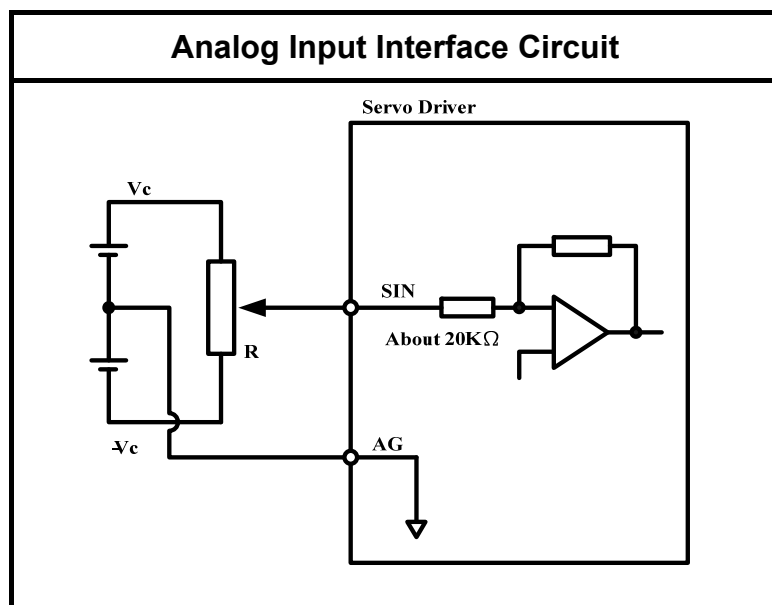 Analog Input Interface Circuit
Servo Driver
Vc
SIN
About 20KΩ
R
-Vc
AG